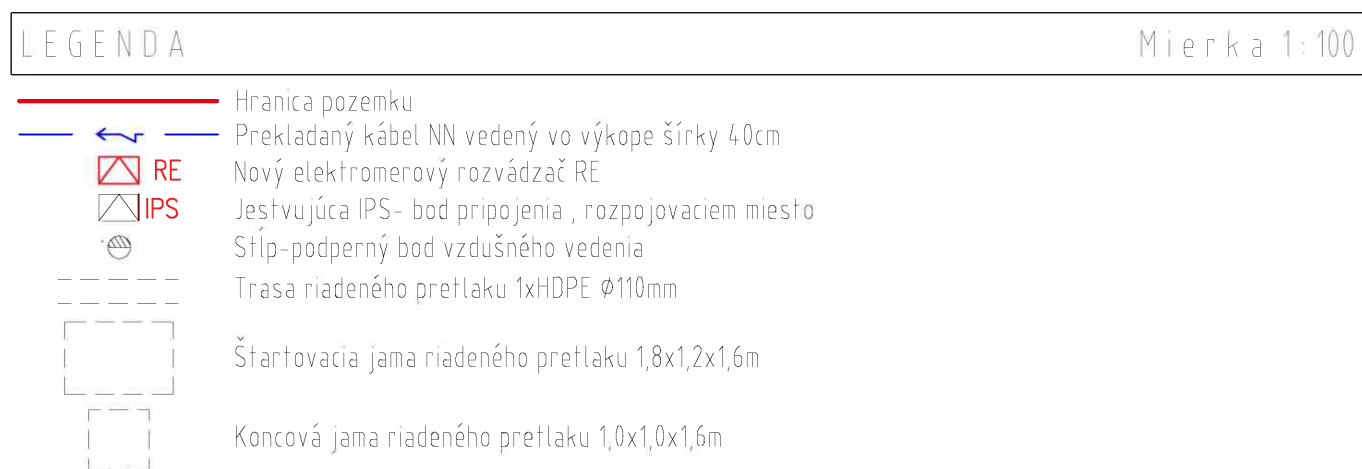 LEGENDA Mierka 1:100
Hranica pozemku
Prekladaný kábel NN vedený vo výkope šírky 40cm
RE Nový elektromerový rozvádzač RE
IPS Jestvujúca IPS- bod pripojenia , rozpojovaciem miesto
Stĺp-podperný bod vzdušného vedenia
Trasa riadeného pretlaku 1xHDPE Φ110mm
Štartovacia jama riadeného pretlaku 1,8x1,2x1,6m
Koncová jama riadeného pretlaku 1,0x1,0x1,6m